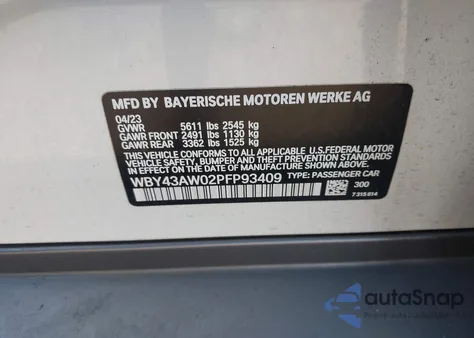 MFD BY BAYERISCHE MOTOREN WERKE AG
04/23
GVWR 5611 lbs 2545 kg
GAWR FRONT 2491 lbs 1130 kg
GAWR REAR 3362 lbs 1525 kg
THIS VEHICLE CONFORMS TO ALL APPLICABLE U.S.FEDERAL MOTOR
VEHICLE SAFETY, BUMPER, AND THEFT PREVENTION
STANDARDS IN EFFECT ON THE DATE OF MANUFACTURE SHOWN ABOVE.
WBY43AW02PFP93409 TYPE: PASSENGER CAR
300
7315814
autoSnap